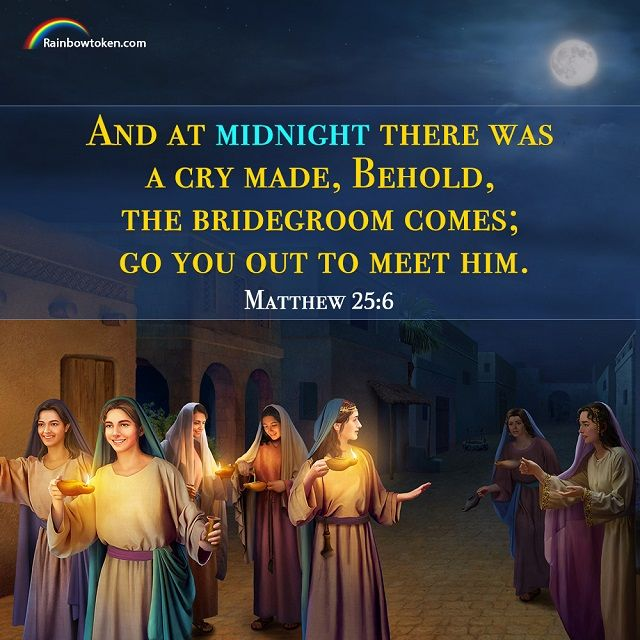 Rainbowtoken.com
And at midnight there was
a cry made, Behold,
the bridegroom comes;
go you out to meet him.
Matthew 25:6